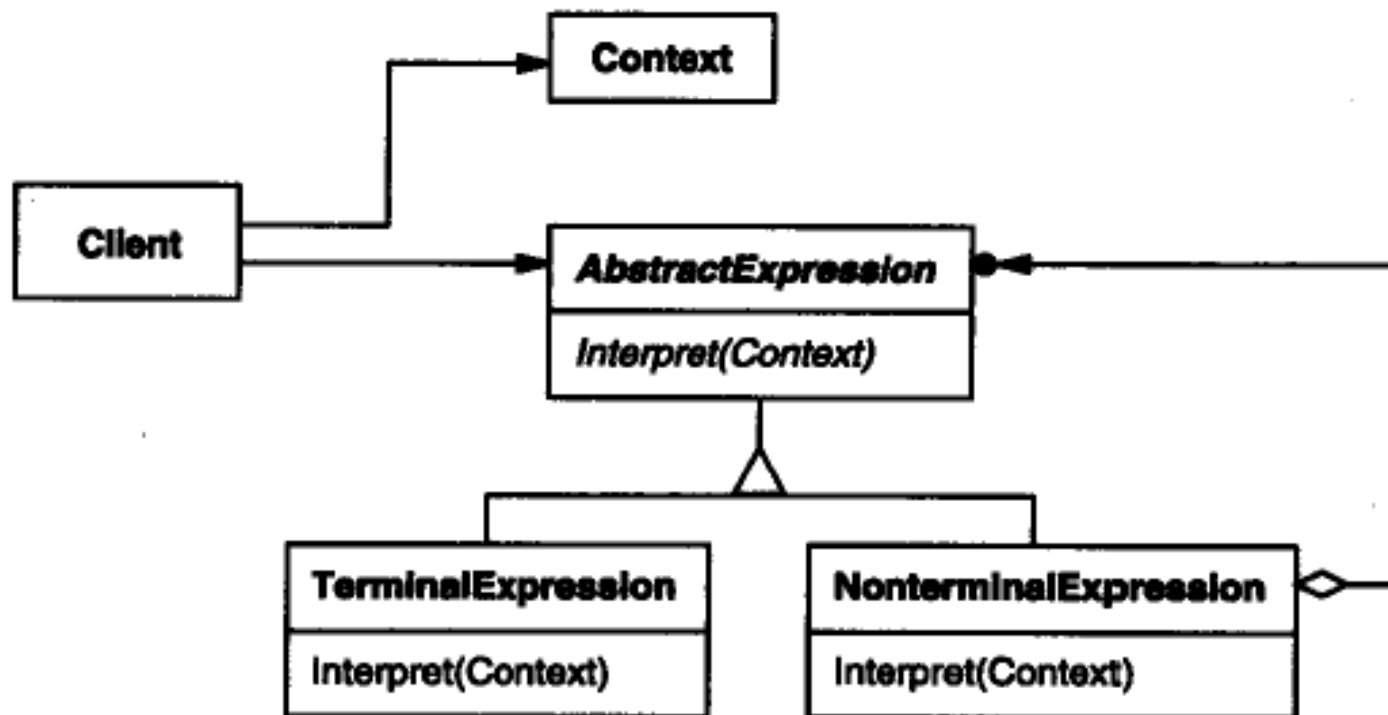 Context
Client
AbstractExpression
Interpret(Context)
TerminalExpression
Interpret(Context)
NonterminalExpression
Interpret(Context)